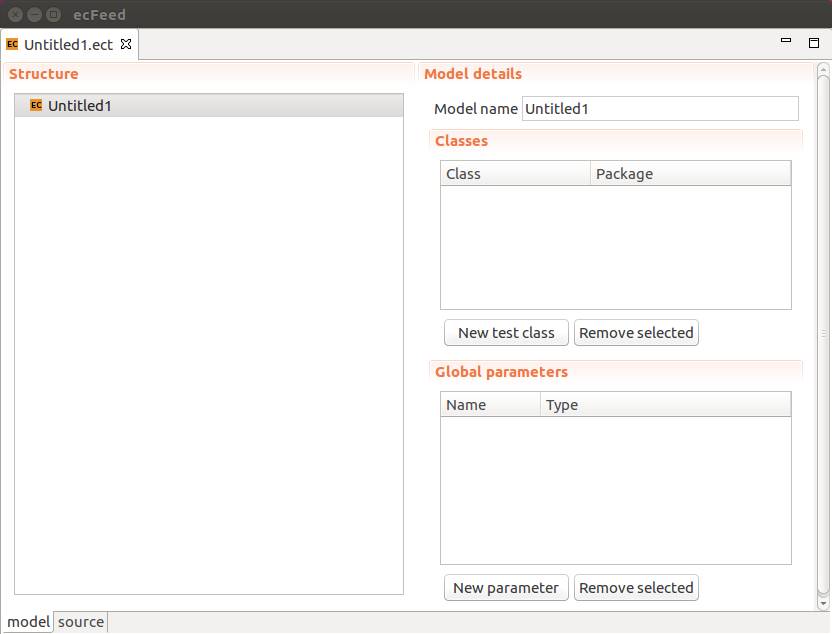 ecFeed
EC Untitled1.ect
Structure
EC Untitled1
Model details
Model name Untitled1
Classes
Class Package
New test class Remove selected
Global parameters
Name Type
New parameter Remove selected
model source